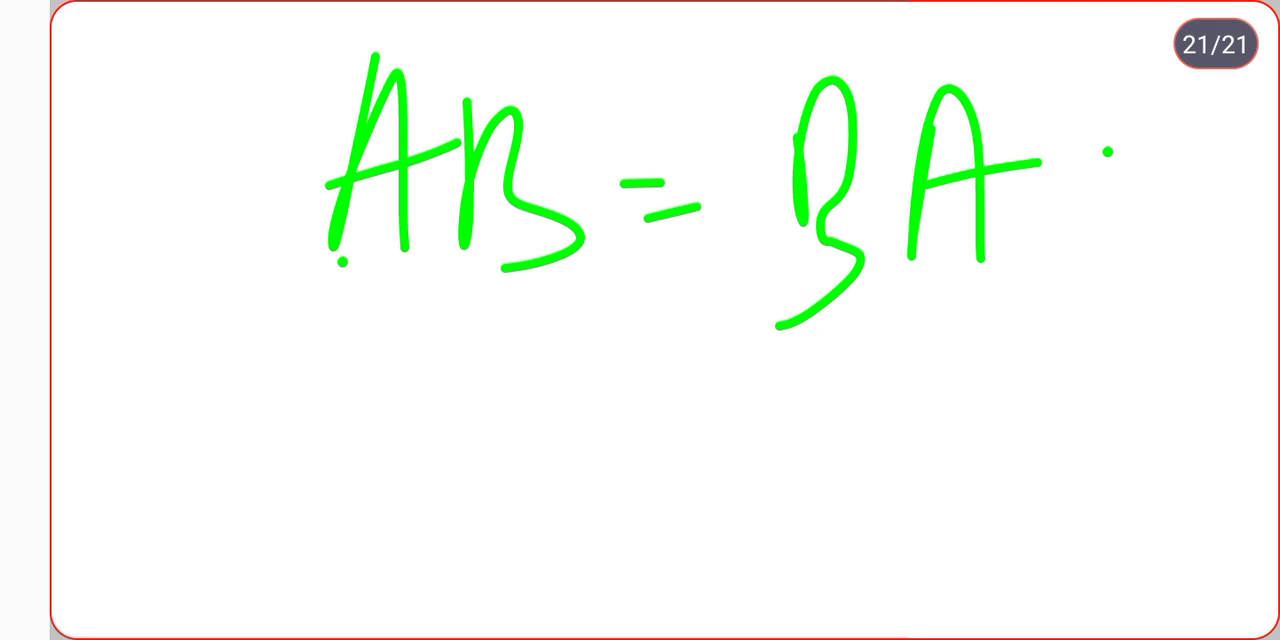 21/21
AB = BA .